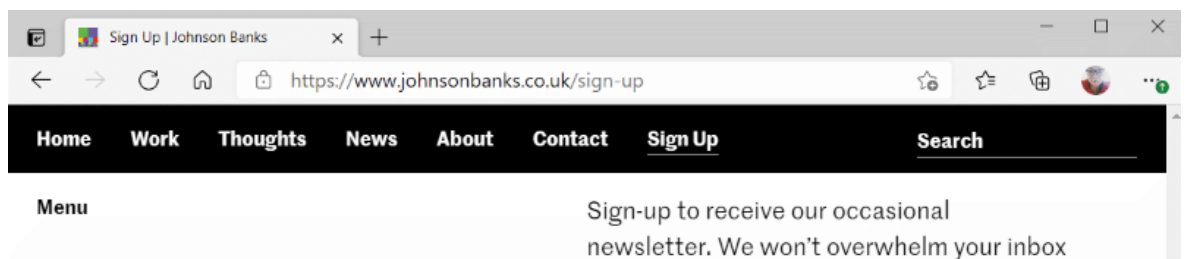 Sign Up | Johnson Banks
https://www.johnsonbanks.co.uk/sign-up
Home Work Thoughts News About Contact Sign Up Search
Menu
Sign-up to receive our occasional
newsletter. We won't overwhelm your inbox